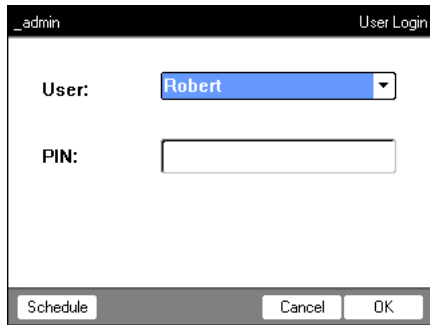 _admin User Login
User: Robert
PIN:
Schedule Cancel OK